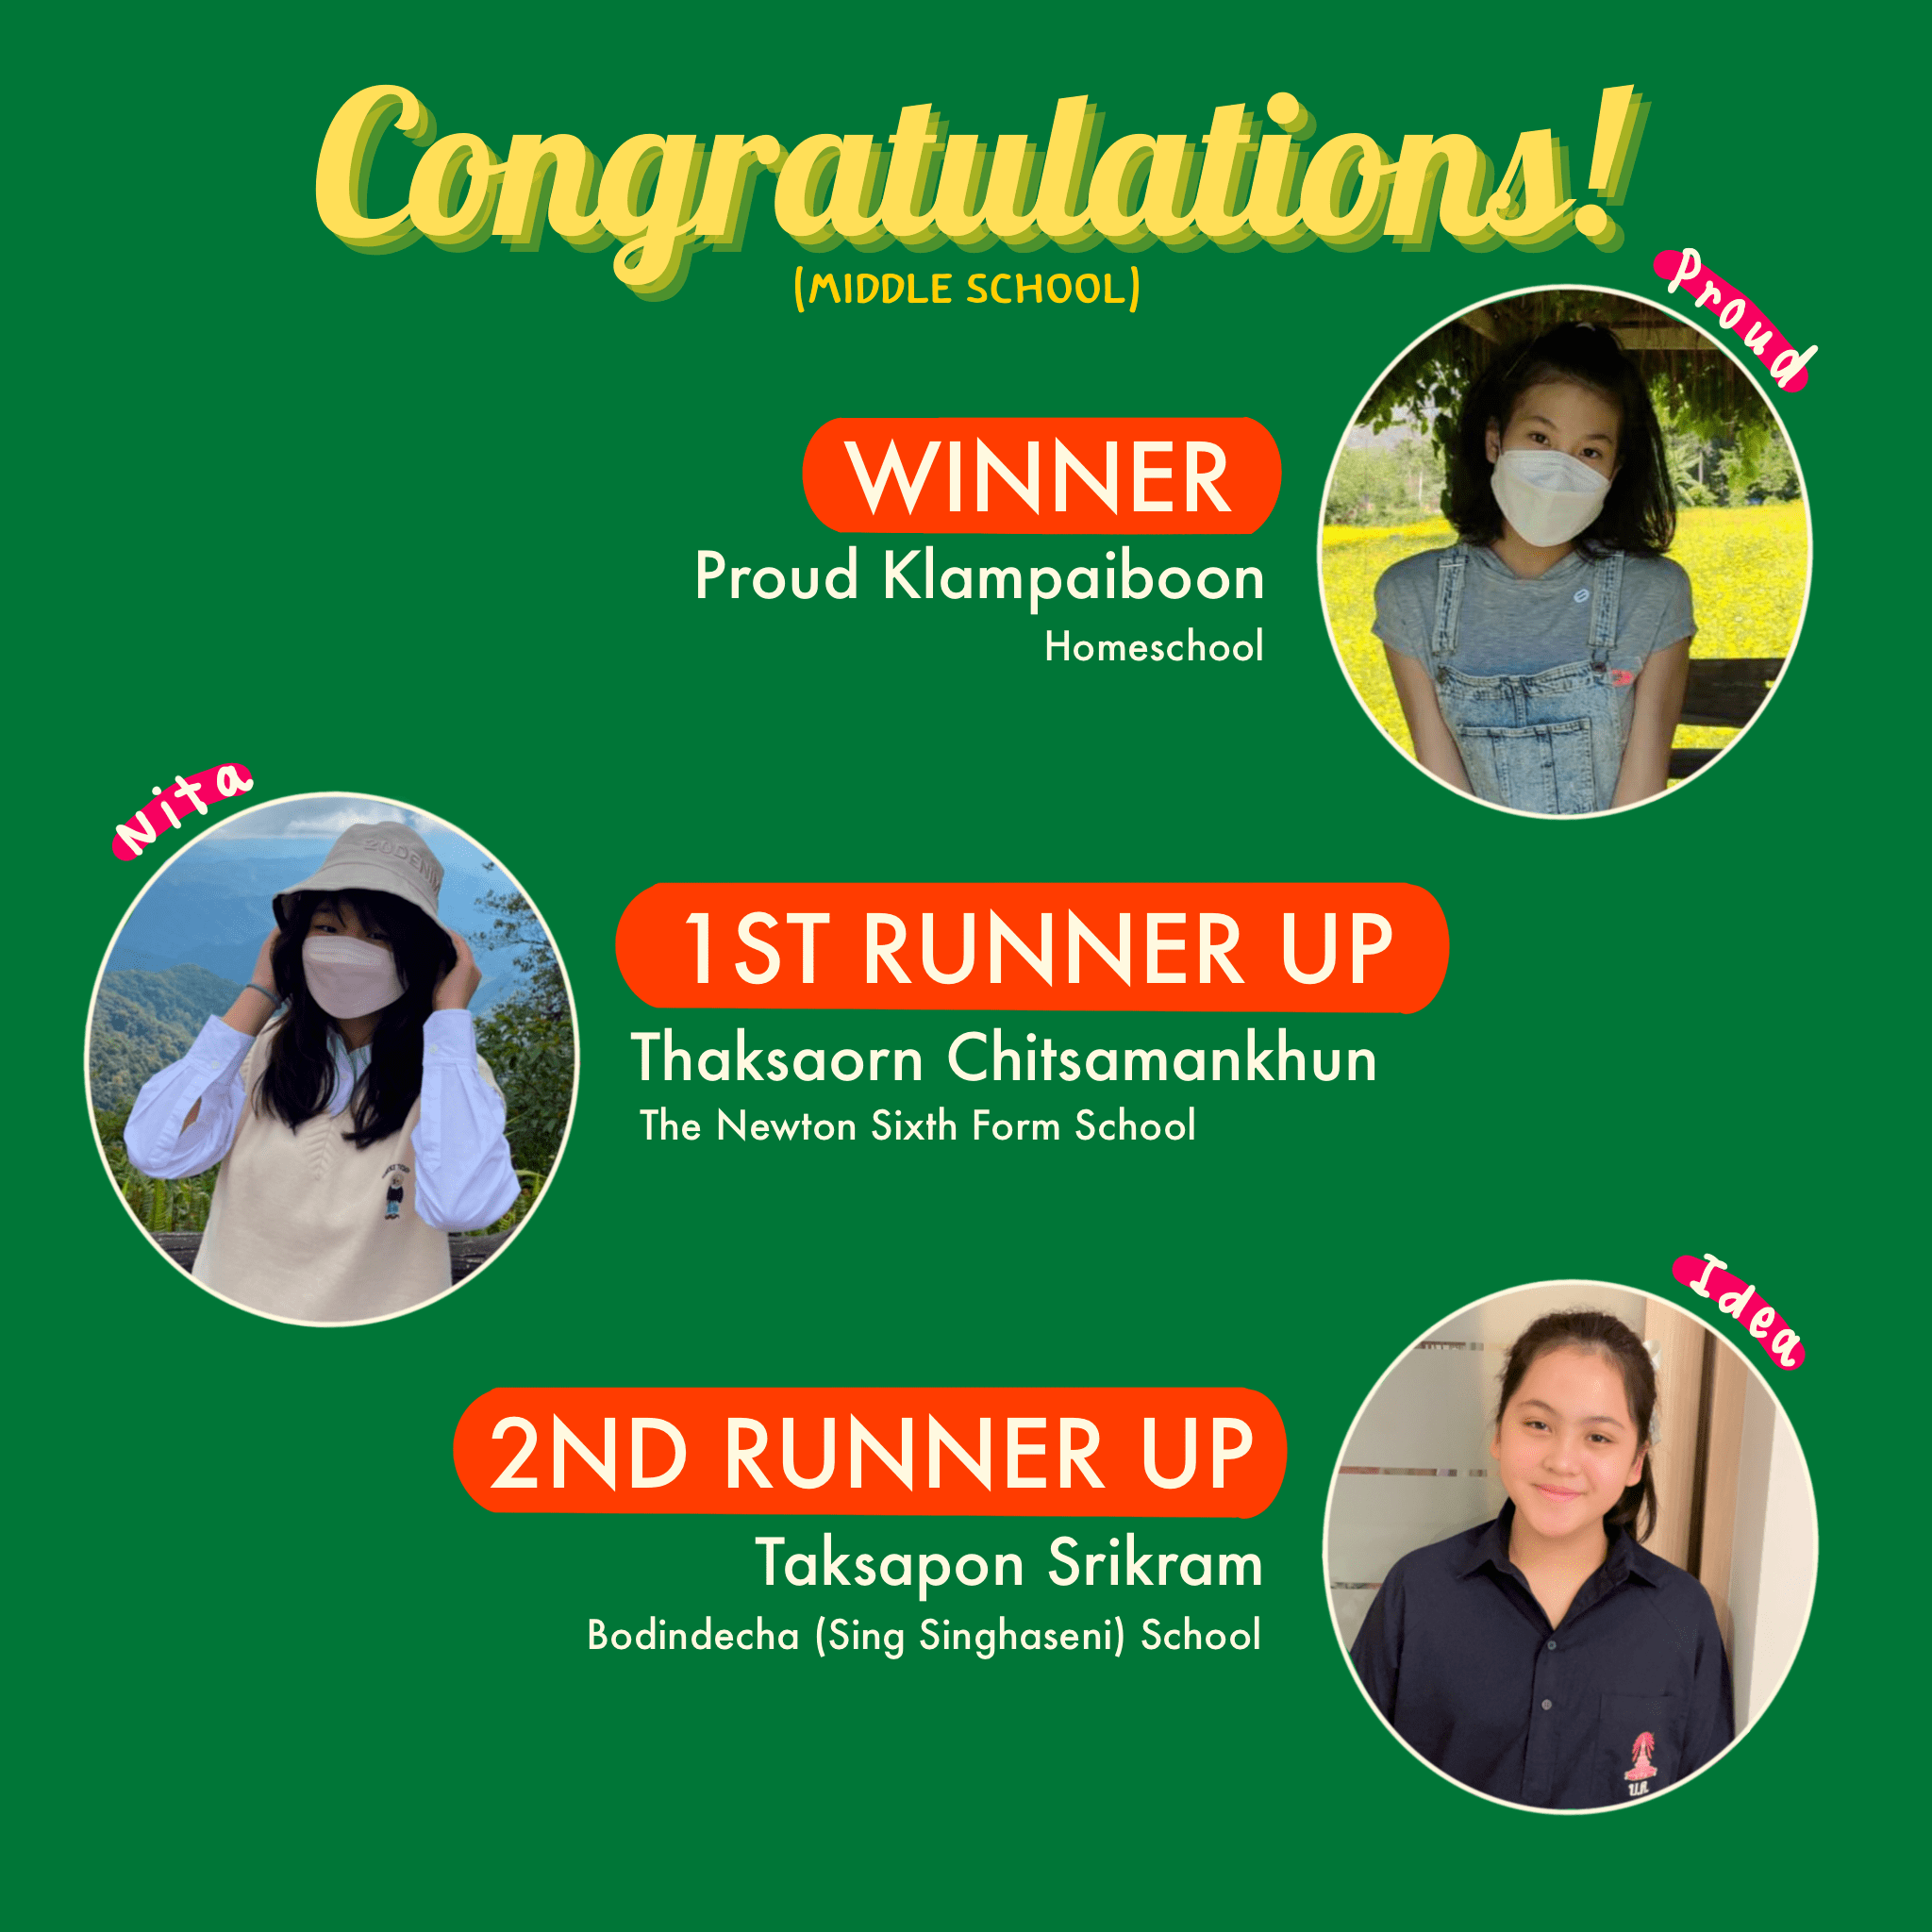 Congratulations!
(MIDDLE SCHOOL)
Proud
WINNER
Proud Klampaiboon
Homeschool
Nita
20DENIM
1ST RUNNER UP
Thaksaorn Chitsamankhun
The Newton Sixth Form School
Idea
2ND RUNNER UP
Taksapon Srikram
Bodindecha (Sing Singhaseni) School